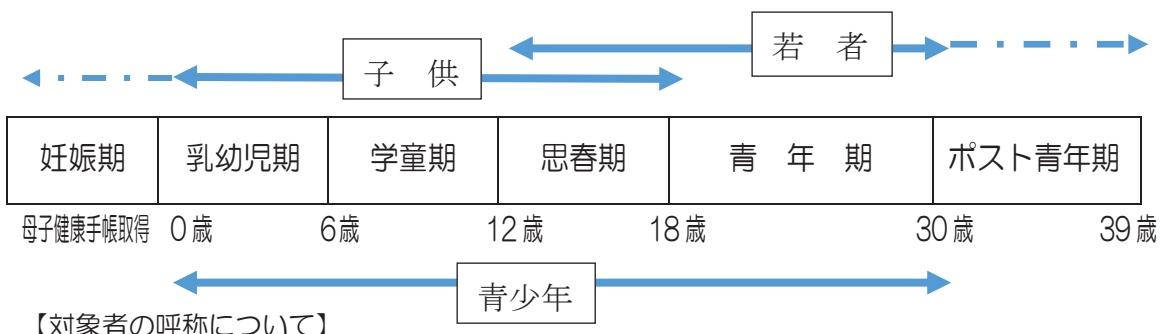 若　者
子　供
妊娠期 乳幼児期 学童期 思春期 青　年　期 ポスト青年期
母子健康手帳取得 0歳 6歳 12歳 18歳 30歳 39歳
青少年
【対象者の呼称について】